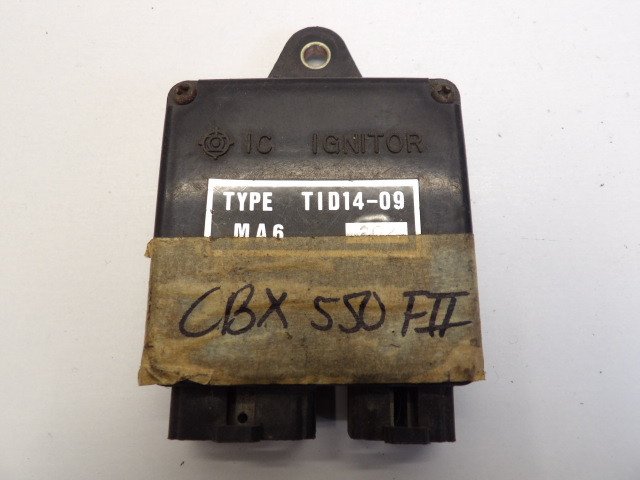 IC IGNITOR
TYPE TID14-09
MA6
CBX 550 FII